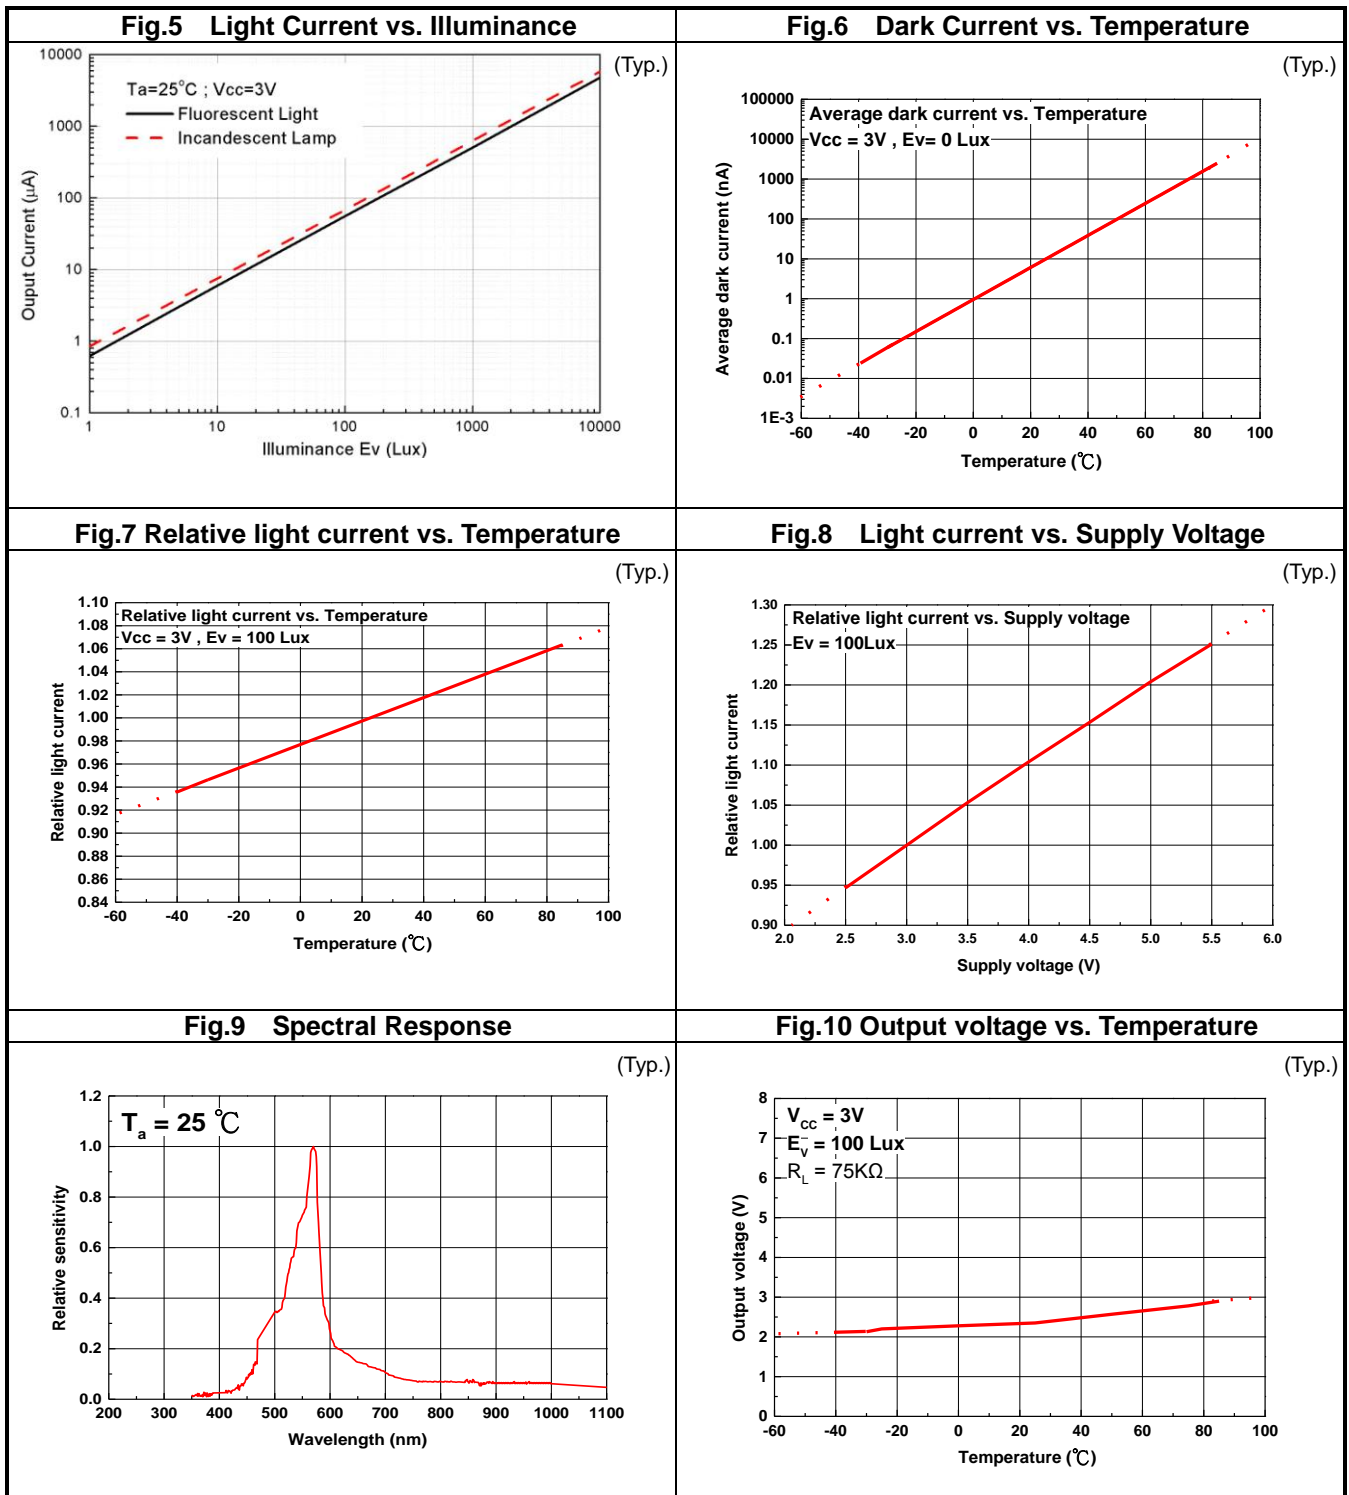 Fig.5 Light Current vs. Illuminance
(Typ.)
10000
1000
100
10
1
0.1
Ouput Current (µA)
Ta=25°C ; Vcc=3V
Fluorescent Light
Incandescent Lamp
1 10 100 1000 10000
Illuminance Ev (Lux)
Fig.6 Dark Current vs. Temperature
(Typ.)
100000
10000
1000
100
10
1
0.1
0.01
1E-3
Average dark current (nA)
Average dark current vs. Temperature
Vcc = 3V , Ev= 0 Lux
-60 -40 -20 0 20 40 60 80 100
Temperature (℃)
Fig.7 Relative light current vs. Temperature
(Typ.)
1.10
1.08
1.06
1.04
1.02
1.00
0.98
0.96
0.94
0.92
0.90
0.88
0.86
0.84
Relative light current
Relative light current vs. Temperature
Vcc = 3V , Ev = 100 Lux
-60 -40 -20 0 20 40 60 80 100
Temperature (℃)
Fig.8 Light current vs. Supply Voltage
(Typ.)
1.30
1.25
1.20
1.15
1.10
1.05
1.00
0.95
0.90
Relative light current
Relative light current vs. Supply voltage
Ev = 100Lux
2.0 2.5 3.0 3.5 4.0 4.5 5.0 5.5 6.0
Supply voltage (V)
Fig.9 Spectral Response
(Typ.)
1.2
1.0
0.8
0.6
0.4
0.2
0.0
Relative sensitivity
Ta = 25 ℃
200 300 400 500 600 700 800 900 1000 1100
Wavelength (nm)
Fig.10 Output voltage vs. Temperature
(Typ.)
8
7
6
5
4
3
2
1
0
Output voltage (V)
VCC = 3V
EV = 100 Lux
RL = 75KΩ
-60 -40 -20 0 20 40 60 80 100
Temperature (℃)